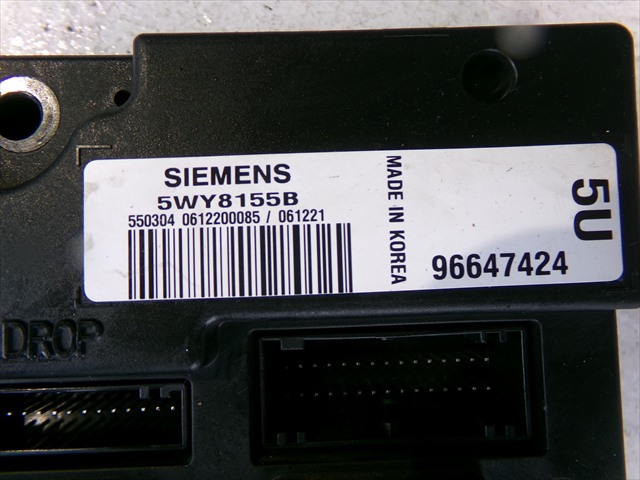 SIEMENS
5WY8155B
550304 0612200085 / 061221
MADE IN KOREA
5U
96647424
DROP